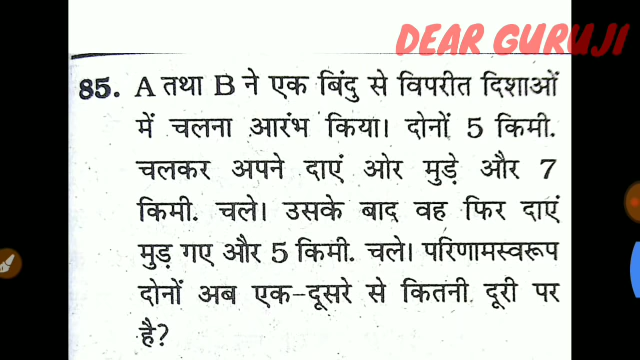 DEAR GURUJI
85. A तथा B ने एक बिंदु से विपरीत दिशाओं
में चलना आरंभ किया। दोनों 5 किमी.
चलकर अपने दाएं ओर मुड़े और 7
किमी. चले। उसके बाद वह फिर दाएं
मुड़ गए और 5 किमी. चले। परिणामस्वरूप
दोनों अब एक-दूसरे से कितनी दूरी पर
है?